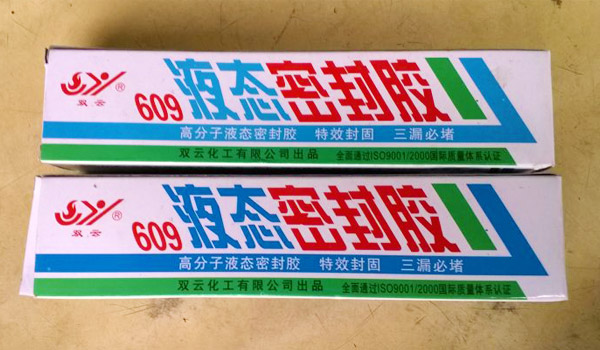 双云®
609 液态密封胶
高分子液态密封胶 特效封固 三漏必堵
双云化工有限公司出品 全面通过ISO9001/2000国际质量体系认证
双云®
609 液态密封胶
高分子液态密封胶 特效封固 三漏必堵
双云化工有限公司出品 全面通过ISO9001/2000国际质量体系认证